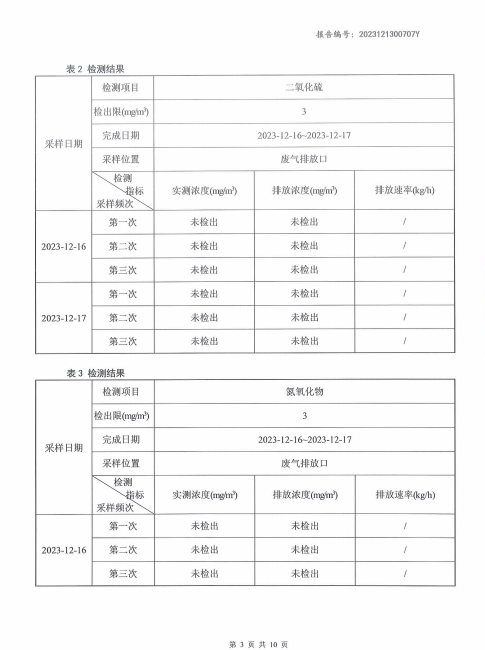 报告编号：2023121300707Y
表 2 检测结果
采样日期 检测项目 二氧化硫
检出限(mg/m³) 3
完成日期 2023-12-16~2023-12-17
采样位置 废气排放口
检测指标 采样频次 实测浓度(mg/m³) 排放浓度(mg/m³) 排放速率(kg/h)
2023-12-16 第一次 未检出 未检出 /
第二次 未检出 未检出 /
第三次 未检出 未检出 /
2023-12-17 第一次 未检出 未检出 /
第二次 未检出 未检出 /
第三次 未检出 未检出 /
表 3 检测结果
采样日期 检测项目 氮氧化物
检出限(mg/m³) 3
完成日期 2023-12-16~2023-12-17
采样位置 废气排放口
检测指标 采样频次 实测浓度(mg/m³) 排放浓度(mg/m³) 排放速率(kg/h)
2023-12-16 第一次 未检出 未检出 /
第二次 未检出 未检出 /
第三次 未检出 未检出 /
第 3 页 共 10 页